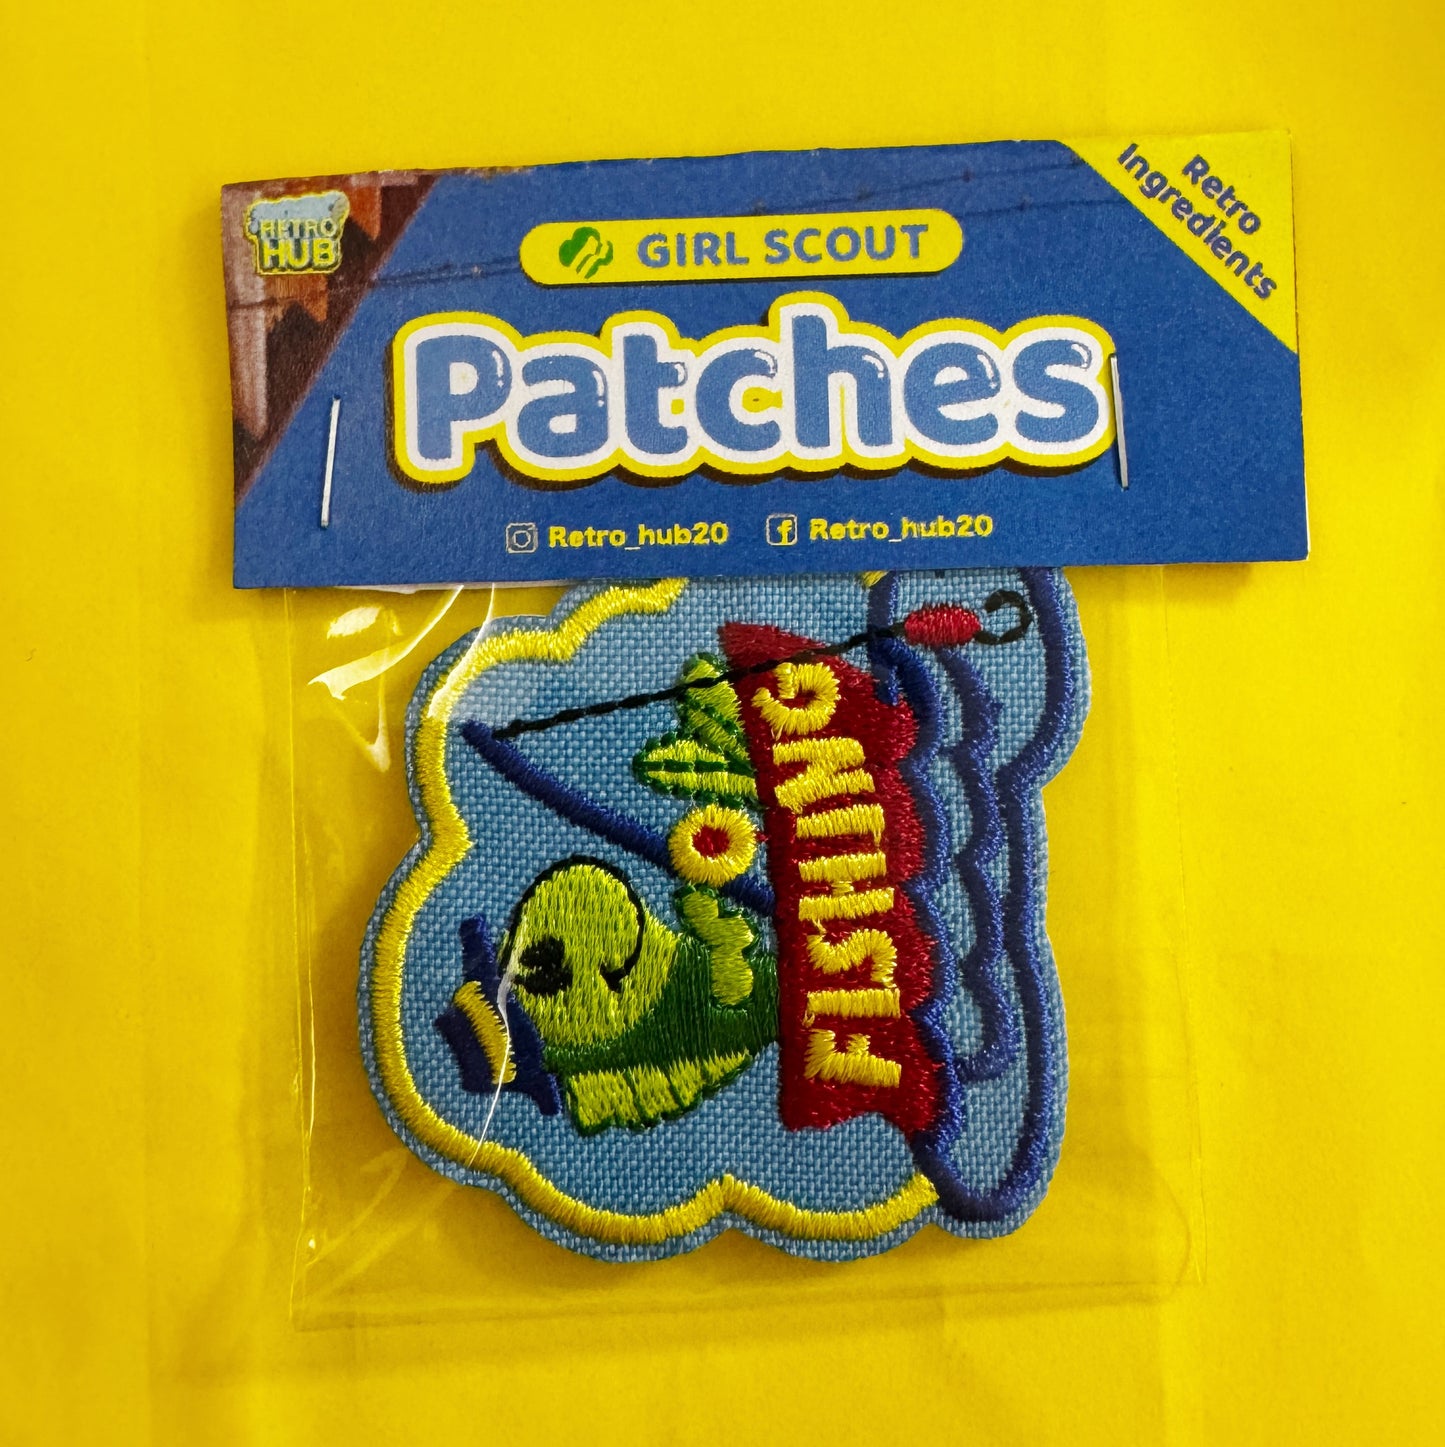 RETRO
HUB
GIRL SCOUT
Retro
Ingredients
Patches
Retro_hub20
Retro_hub20
FISHING